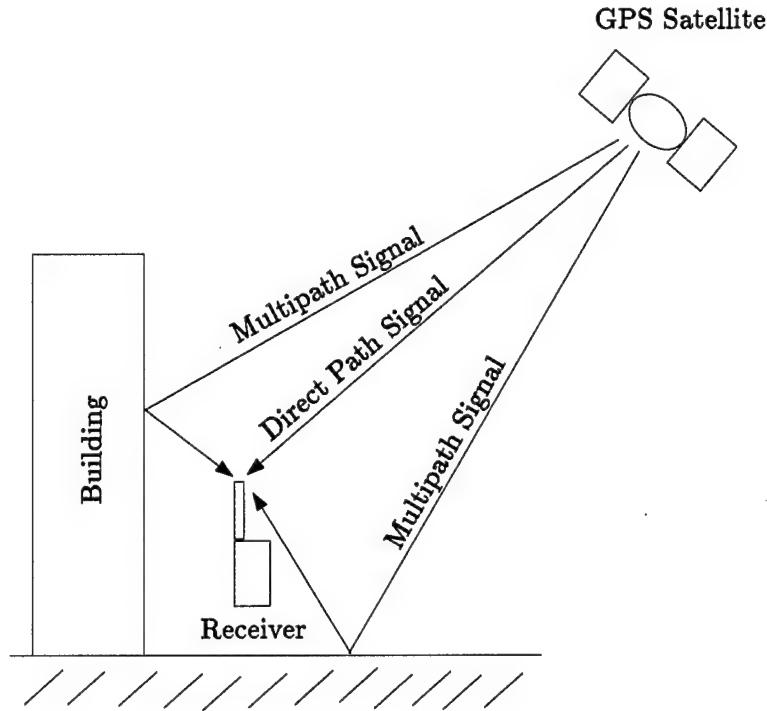 GPS Satellite
Multipath Signal
Direct Path Signal
Multipath Signal
Building
Receiver